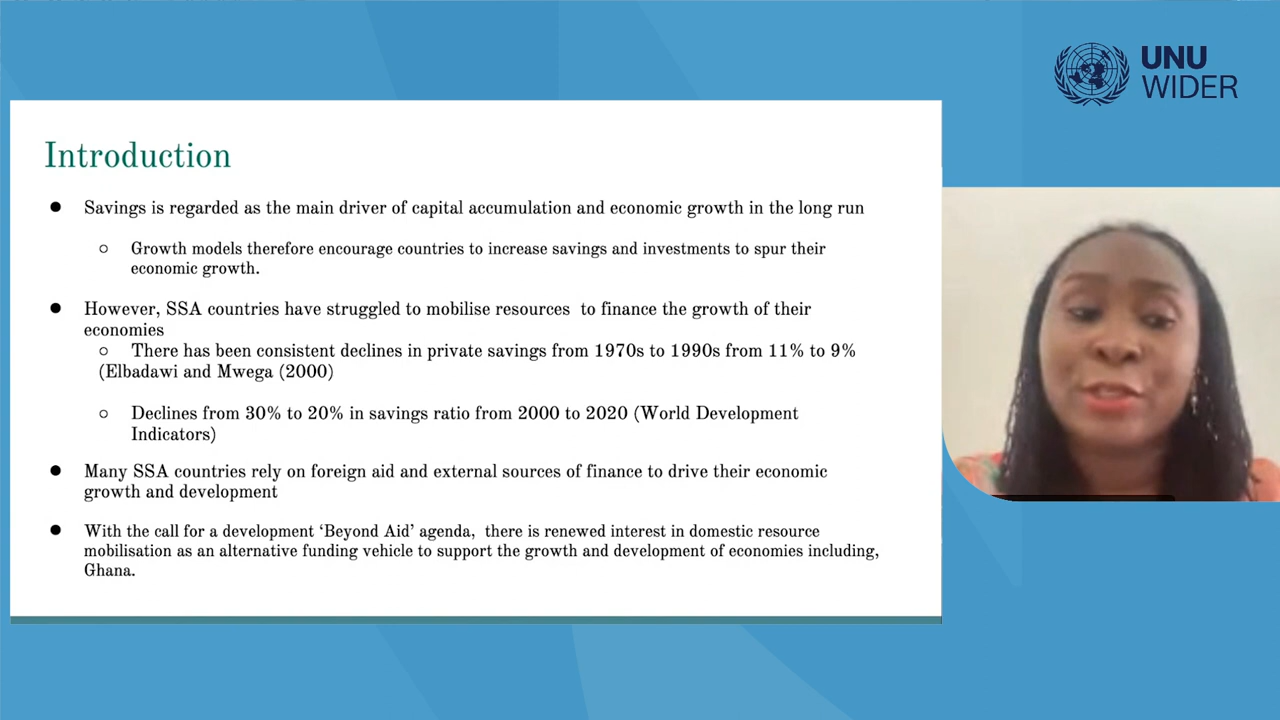 UNU
WIDER
Introduction
● Savings is regarded as the main driver of capital accumulation and economic growth in the long run
○ Growth models therefore encourage countries to increase savings and investments to spur their
economic growth.
● However, SSA countries have struggled to mobilise resources  to finance the growth of their
economies
○ There has been consistent declines in private savings from 1970s to 1990s from 11% to 9%
(Elbadawi and Mwega (2000)
○ Declines from 30% to 20% in savings ratio from 2000 to 2020 (World Development
Indicators)
● Many SSA countries rely on foreign aid and external sources of finance to drive their economic
growth and development
● With the call for a development ‘Beyond Aid’ agenda,  there is renewed interest in domestic resource
mobilisation as an alternative funding vehicle to support the growth and development of economies including,
Ghana.